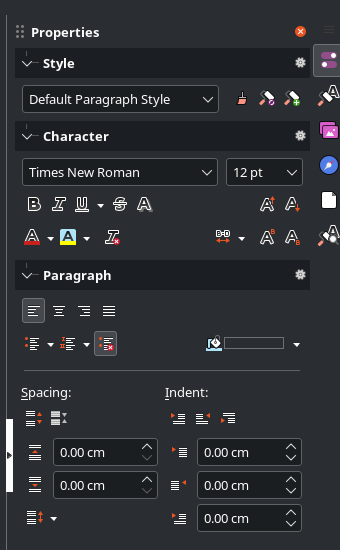 Properties
Style
Default Paragraph Style
Character
Times New Roman 12 pt
Paragraph
Spacing: Indent:
0.00 cm 0.00 cm
0.00 cm 0.00 cm
0.00 cm